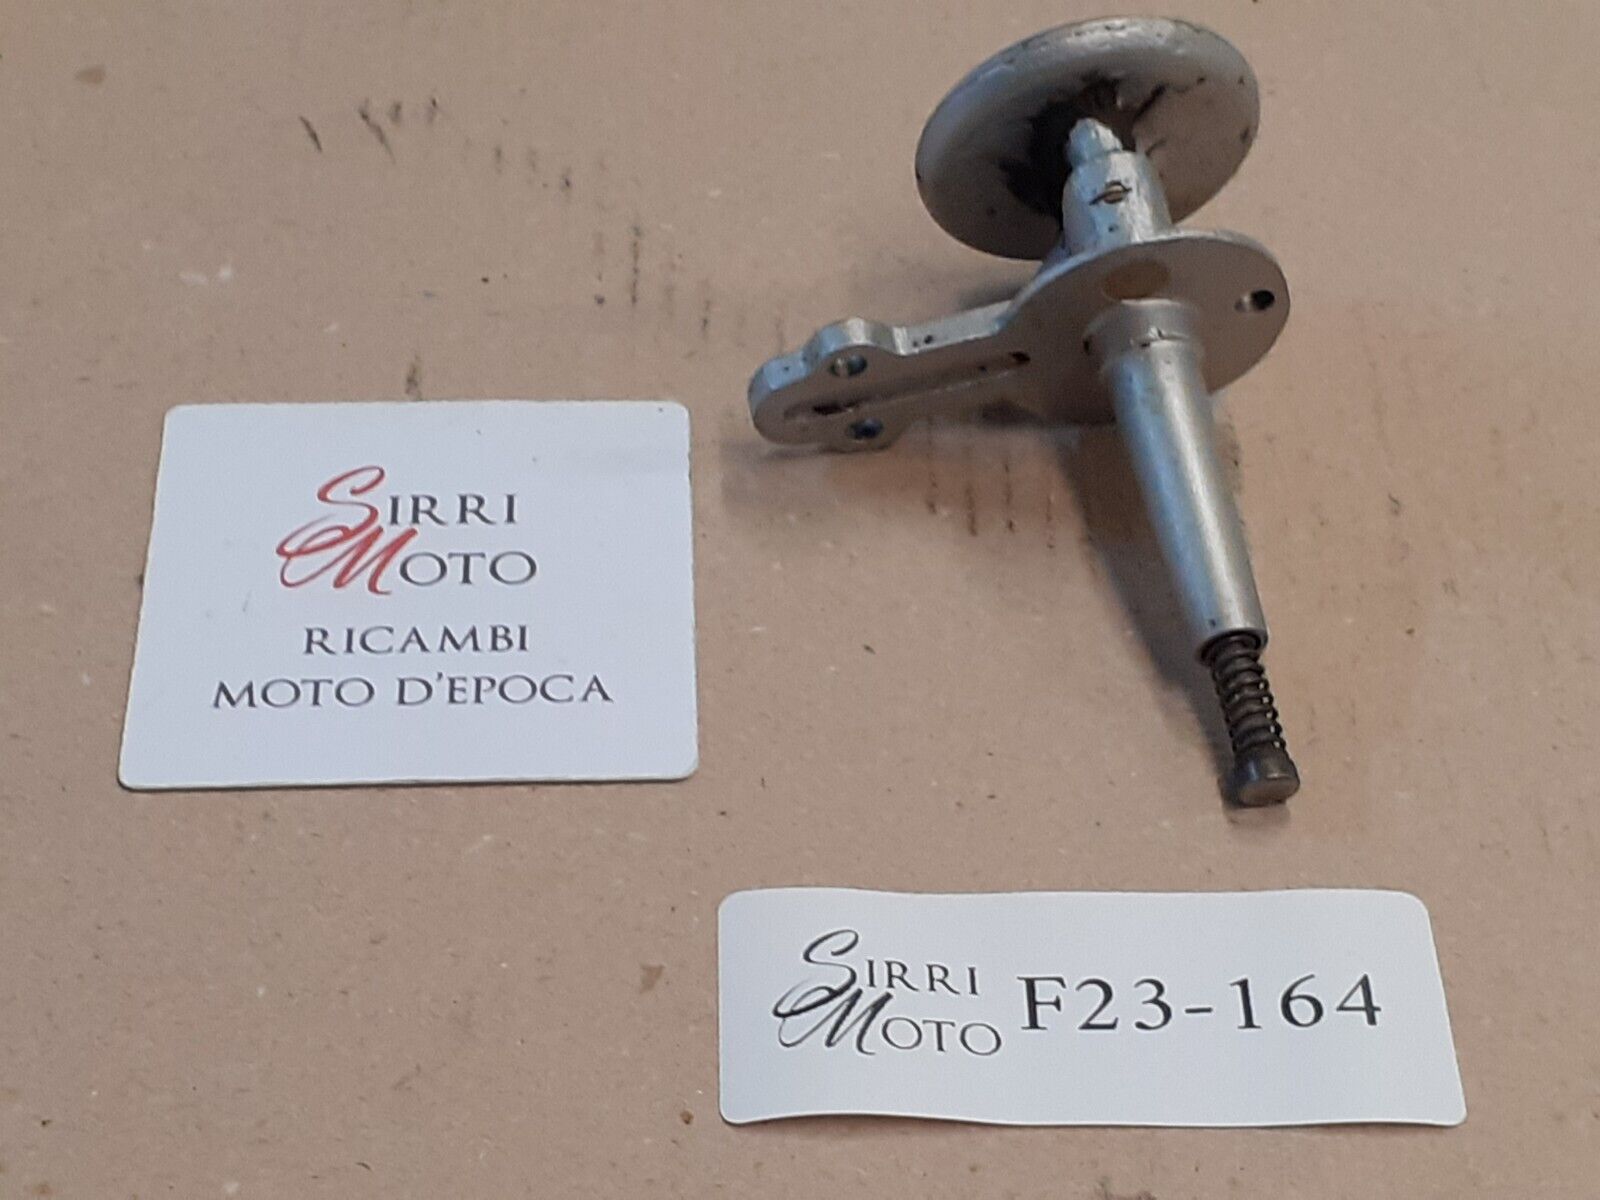 SIRRI
MOTO
RICAMBI
MOTO D'EPOCA
SIRRI
MOTO
F23-164